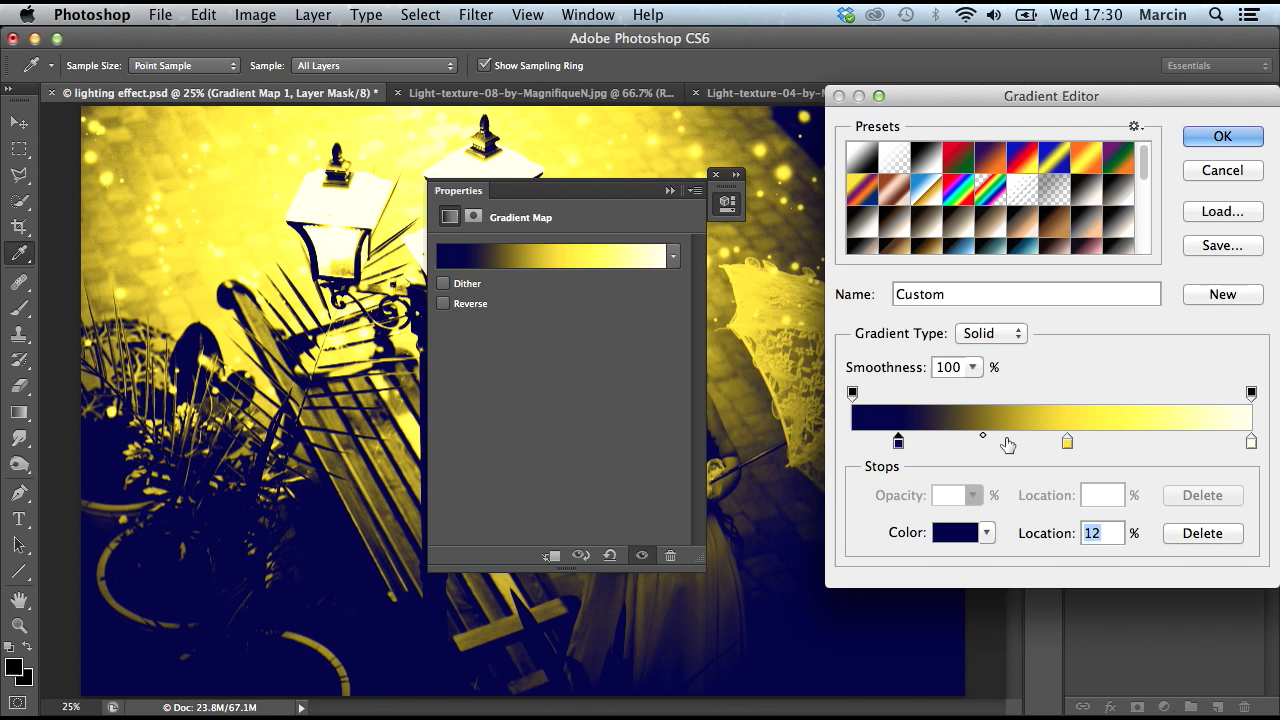 Photoshop File Edit Image Layer Type Select Filter View Window Help Wed 17:30 Marcin
Adobe Photoshop CS6
Sample Size: Point Sample Sample: All Layers Show Sampling Ring Essentials
× © lighting effect.psd @ 25% (Gradient Map 1, Layer Mask/8) * × Light-texture-08-by-MagnifiqueN.jpg @ 66.7% (R... × Light-texture-04-by-M
Gradient Editor
Presets
OK
Cancel
Load...
Save...
Properties
Gradient Map
Dither
Reverse
Name: Custom New
Gradient Type: Solid
Smoothness: 100 %
Stops
Opacity: % Location: % Delete
Color: Location: 12 % Delete
25% © Doc: 23.8M/67.1M